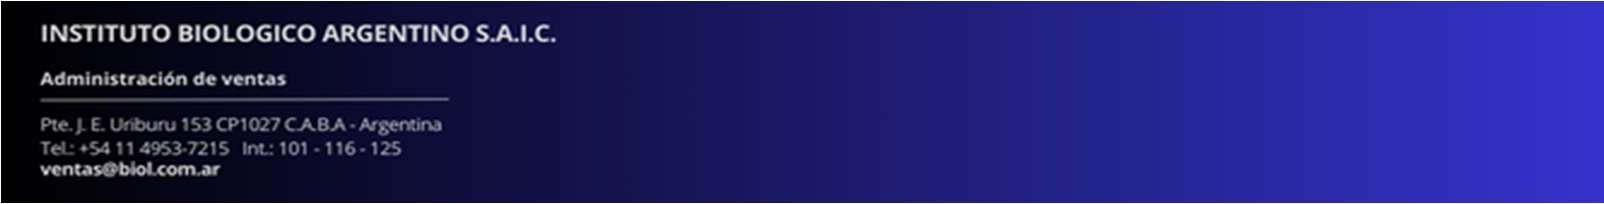 INSTITUTO BIOLOGICO ARGENTINO S.A.I.C.
Administración de ventas
Pte. J. E. Uriburu 153 CP1027 C.A.B.A - Argentina
Tel.: +54 11 4953-7215 Int.: 101 - 116 - 125
ventas@biol.com.ar